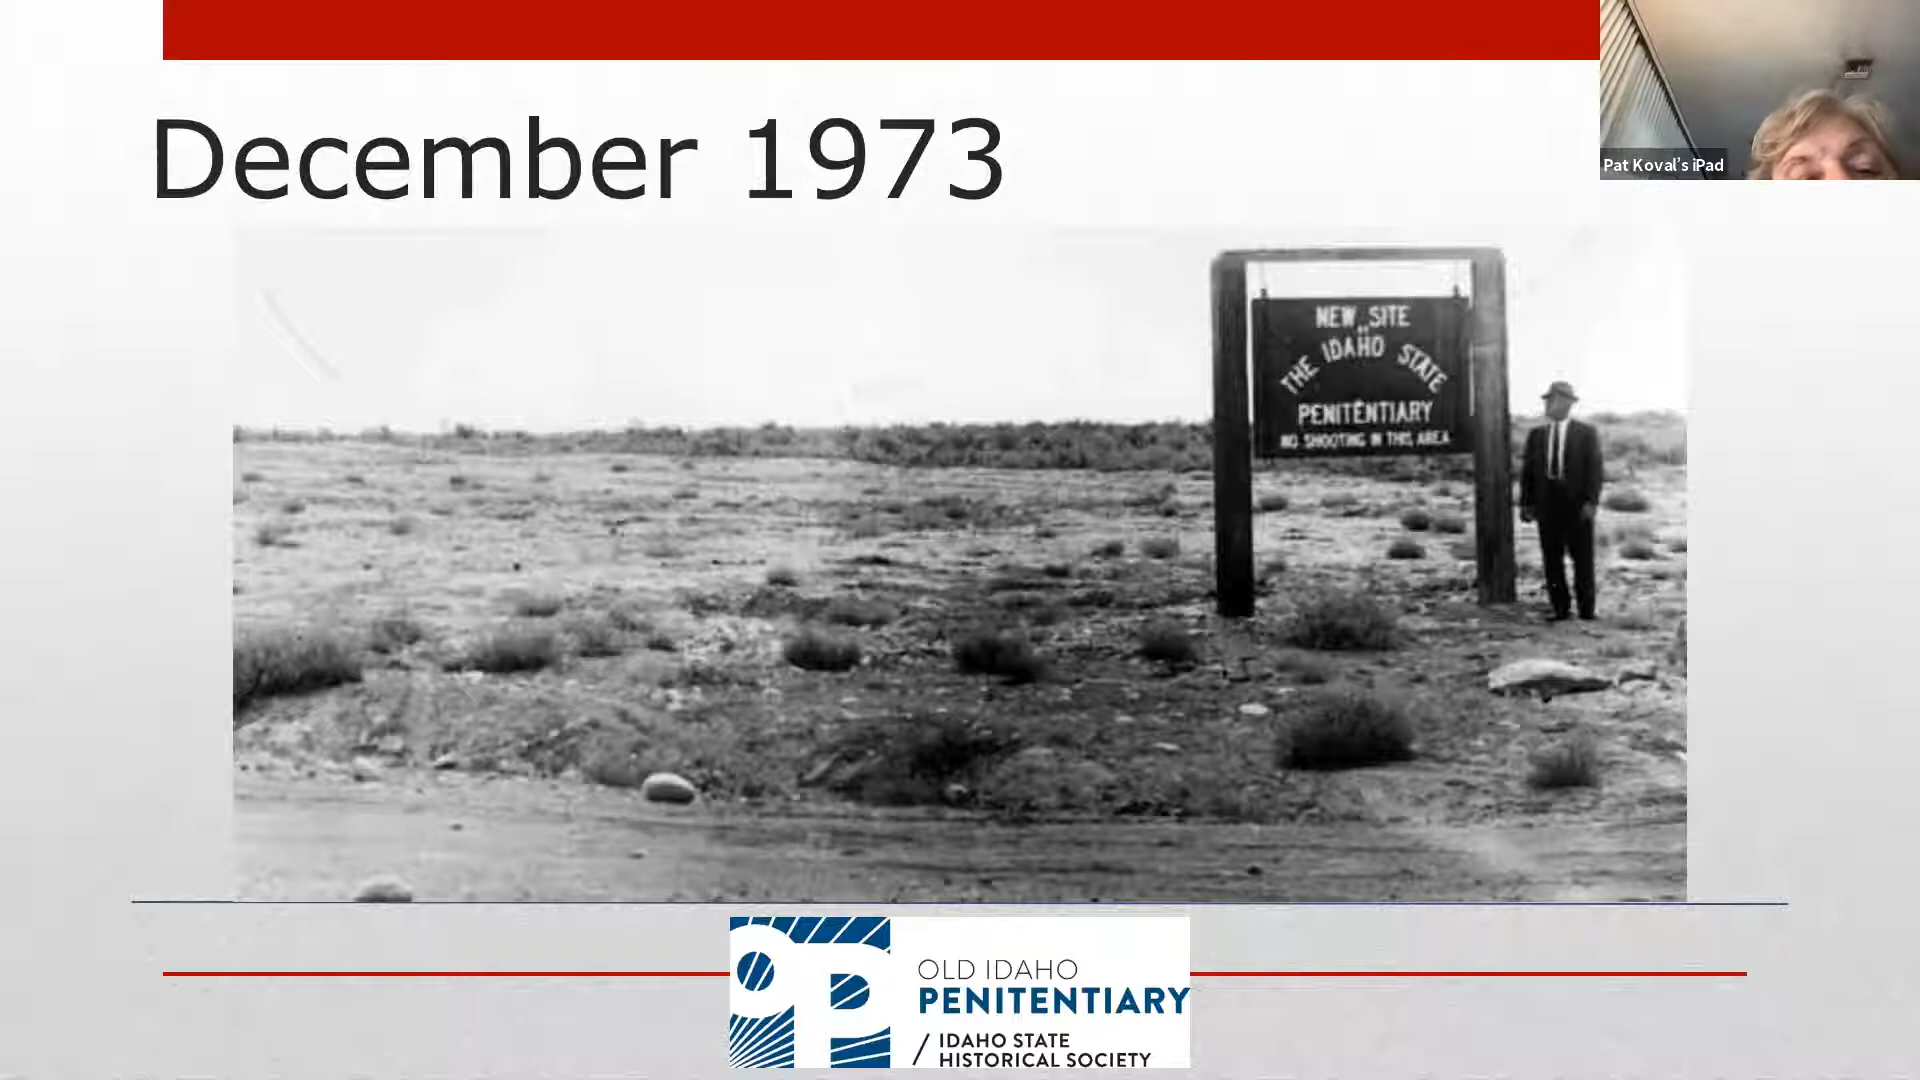 December 1973
Pat Koval's iPad
NEW SITE
THE IDAHO STATE
PENITENTIARY
NO SHOOTING IN THIS AREA
OP
OLD IDAHO
PENITENTIARY
/ IDAHO STATE
HISTORICAL SOCIETY